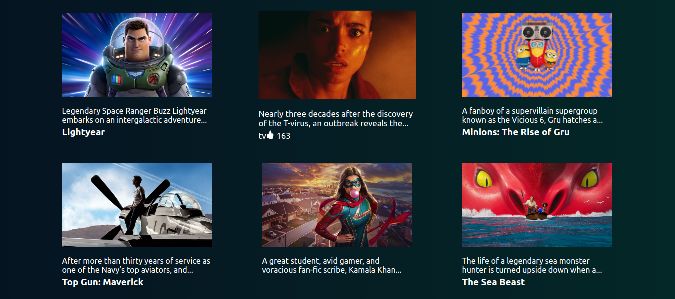 Legendary Space Ranger Buzz Lightyear
embarks on an intergalactic adventure...
Lightyear
Nearly three decades after the discovery
of the T-virus, an outbreak reveals the...
tv 163
A fanboy of a supervillain supergroup
known as the Vicious 6, Gru hatches a...
Minions: The Rise of Gru
After more than thirty years of service as
one of the Navy's top aviators, and...
Top Gun: Maverick
A great student, avid gamer, and
voracious fan-fic scribe, Kamala Khan...
The life of a legendary sea monster
hunter is turned upside down when a...
The Sea Beast